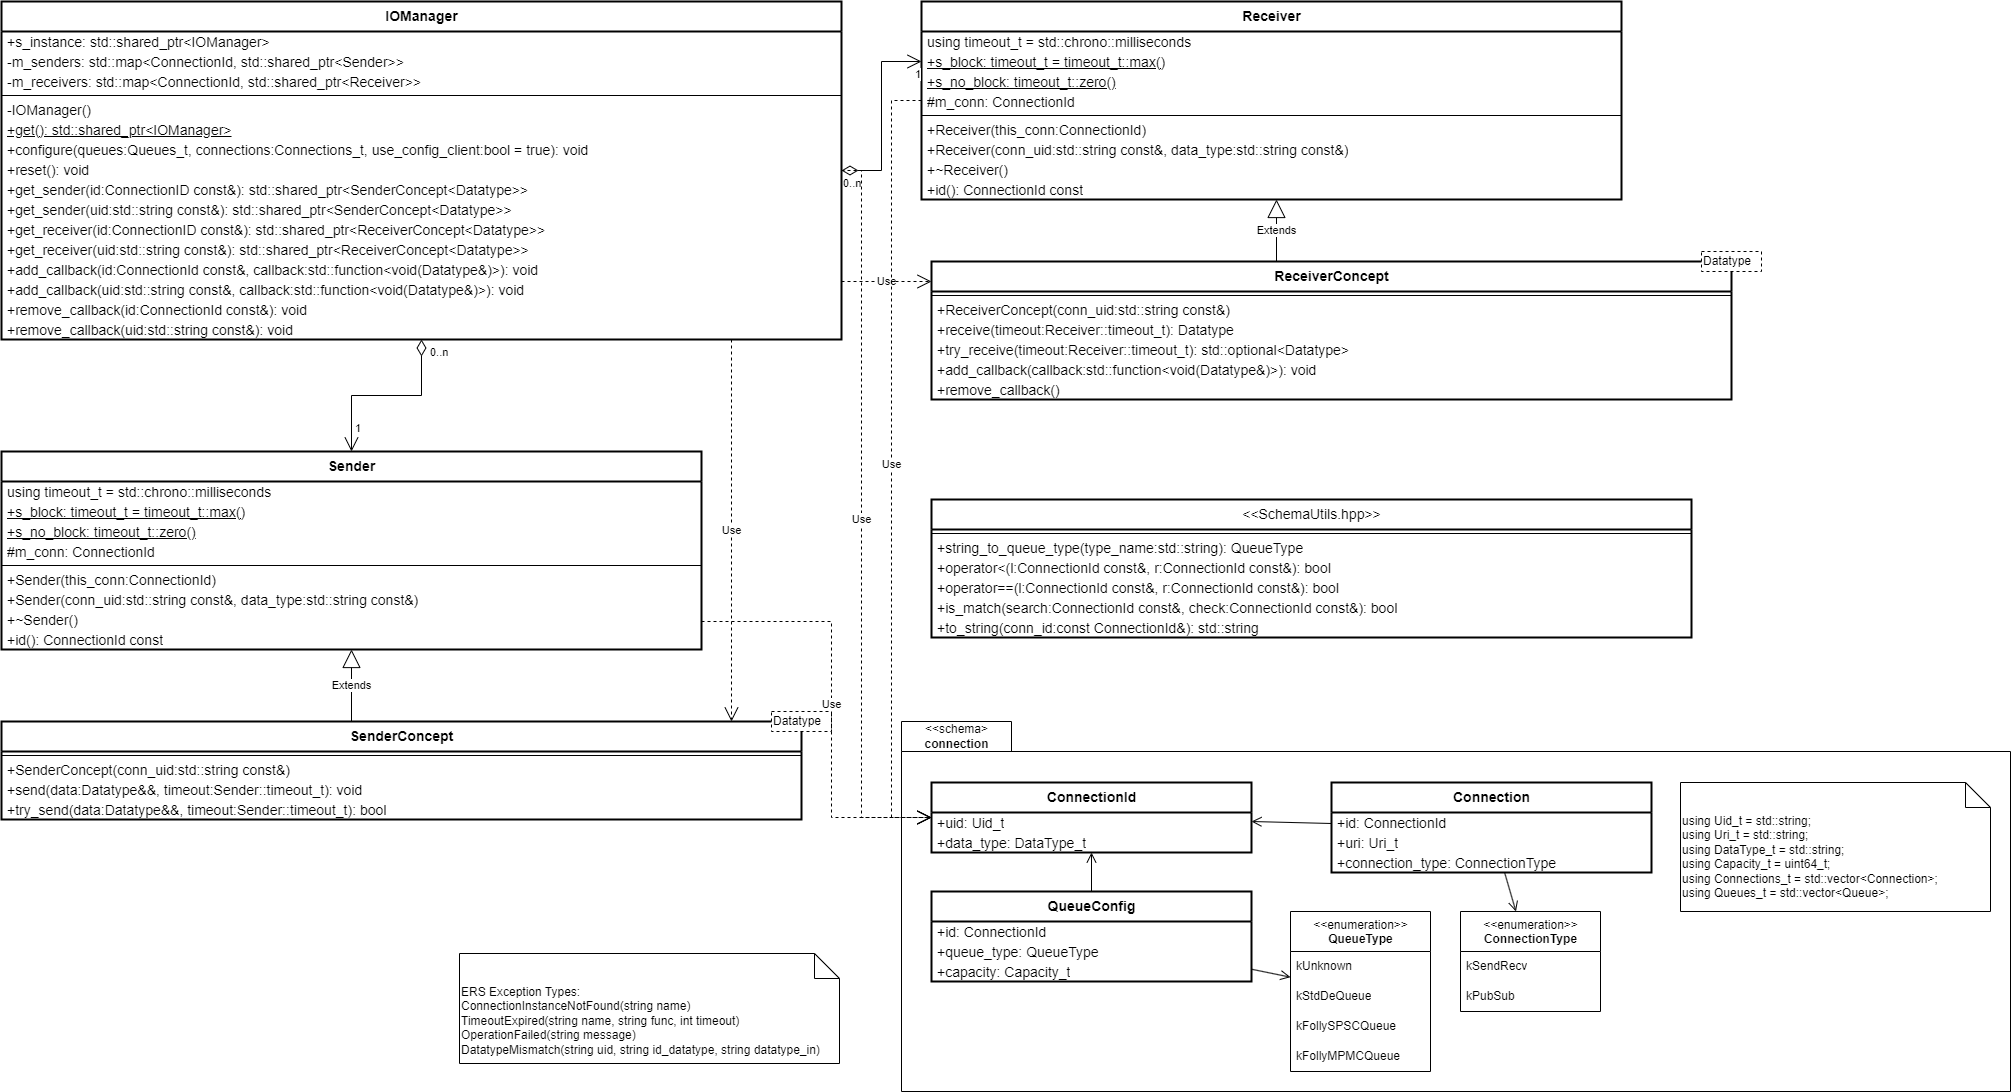 IOManager
+s_instance: std::shared_ptr<IOManager>
-m_senders: std::map<ConnectionId, std::shared_ptr<Sender>>
-m_receivers: std::map<ConnectionId, std::shared_ptr<Receiver>>
-IOManager()
+get(): std::shared_ptr<IOManager>
+configure(queues:Queues_t, connections:Connections_t, use_config_client:bool = true): void
+reset(): void
+get_sender(id:ConnectionID const&): std::shared_ptr<SenderConcept<Datatype>>
+get_sender(uid:std::string const&): std::shared_ptr<SenderConcept<Datatype>>
+get_receiver(id:ConnectionID const&): std::shared_ptr<ReceiverConcept<Datatype>>
+get_receiver(uid:std::string const&): std::shared_ptr<ReceiverConcept<Datatype>>
+add_callback(id:ConnectionId const&, callback:std::function<void(Datatype&)>): void
+add_callback(uid:std::string const&, callback:std::function<void(Datatype&)>): void
+remove_callback(id:ConnectionId const&): void
+remove_callback(uid:std::string const&): void
0..n
1
Receiver
using timeout_t = std::chrono::milliseconds
+s_block: timeout_t = timeout_t::max()
+s_no_block: timeout_t::zero()
#m_conn: ConnectionId
+Receiver(this_conn:ConnectionId)
+Receiver(conn_uid:std::string const&, data_type:std::string const&)
+~Receiver()
+id(): ConnectionId const
Extends
Use
Datatype
ReceiverConcept
+ReceiverConcept(conn_uid:std::string const&)
+receive(timeout:Receiver::timeout_t): Datatype
+try_receive(timeout:Receiver::timeout_t): std::optional<Datatype>
+add_callback(callback:std::function<void(Datatype&)>): void
+remove_callback()
0..n
1
Sender
using timeout_t = std::chrono::milliseconds
+s_block: timeout_t = timeout_t::max()
+s_no_block: timeout_t::zero()
#m_conn: ConnectionId
+Sender(this_conn:ConnectionId)
+Sender(conn_uid:std::string const&, data_type:std::string const&)
+~Sender()
+id(): ConnectionId const
Use
Use
Use
<<SchemaUtils.hpp>>
+string_to_queue_type(type_name:std::string): QueueType
+operator<(l:ConnectionId const&, r:ConnectionId const&): bool
+operator==(l:ConnectionId const&, r:ConnectionId const&): bool
+is_match(search:ConnectionId const&, check:ConnectionId const&): bool
+to_string(conn_id:const ConnectionId&): std::string
Extends
Use
Datatype
SenderConcept
+SenderConcept(conn_uid:std::string const&)
+send(data:Datatype&&, timeout:Sender::timeout_t): void
+try_send(data:Datatype&&, timeout:Sender::timeout_t): bool
<<schema>
connection
ConnectionId
+uid: Uid_t
+data_type: DataType_t
Connection
+id: ConnectionId
+uri: Uri_t
+connection_type: ConnectionType
using Uid_t = std::string;
using Uri_t = std::string;
using DataType_t = std::string;
using Capacity_t = uint64_t;
using Connections_t = std::vector<Connection>;
using Queues_t = std::vector<Queue>;
QueueConfig
+id: ConnectionId
+queue_type: QueueType
+capacity: Capacity_t
<<enumeration>>
QueueType
kUnknown
kStdDeQueue
kFollySPSCQueue
kFollyMPMCQueue
<<enumeration>>
ConnectionType
kSendRecv
kPubSub
ERS Exception Types:
ConnectionInstanceNotFound(string name)
TimeoutExpired(string name, string func, int timeout)
OperationFailed(string message)
DatatypeMismatch(string uid, string id_datatype, string datatype_in)